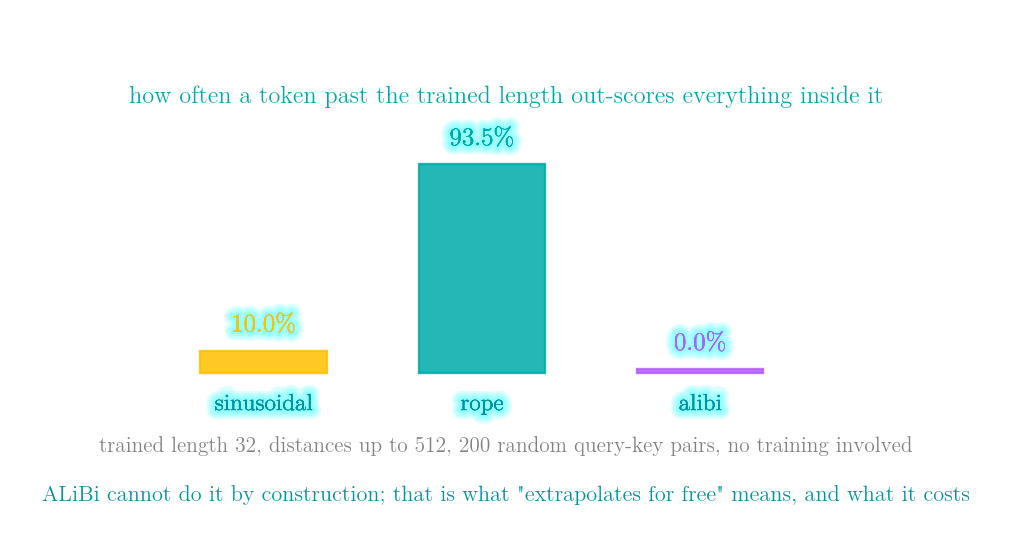 how often a token past the trained length out-scores everything inside it
93.5%
10.0%
0.0%
sinusoidal
rope
alibi
trained length 32, distances up to 512, 200 random query-key pairs, no training involved
ALiBi cannot do it by construction; that is what "extrapolates for free" means, and what it costs